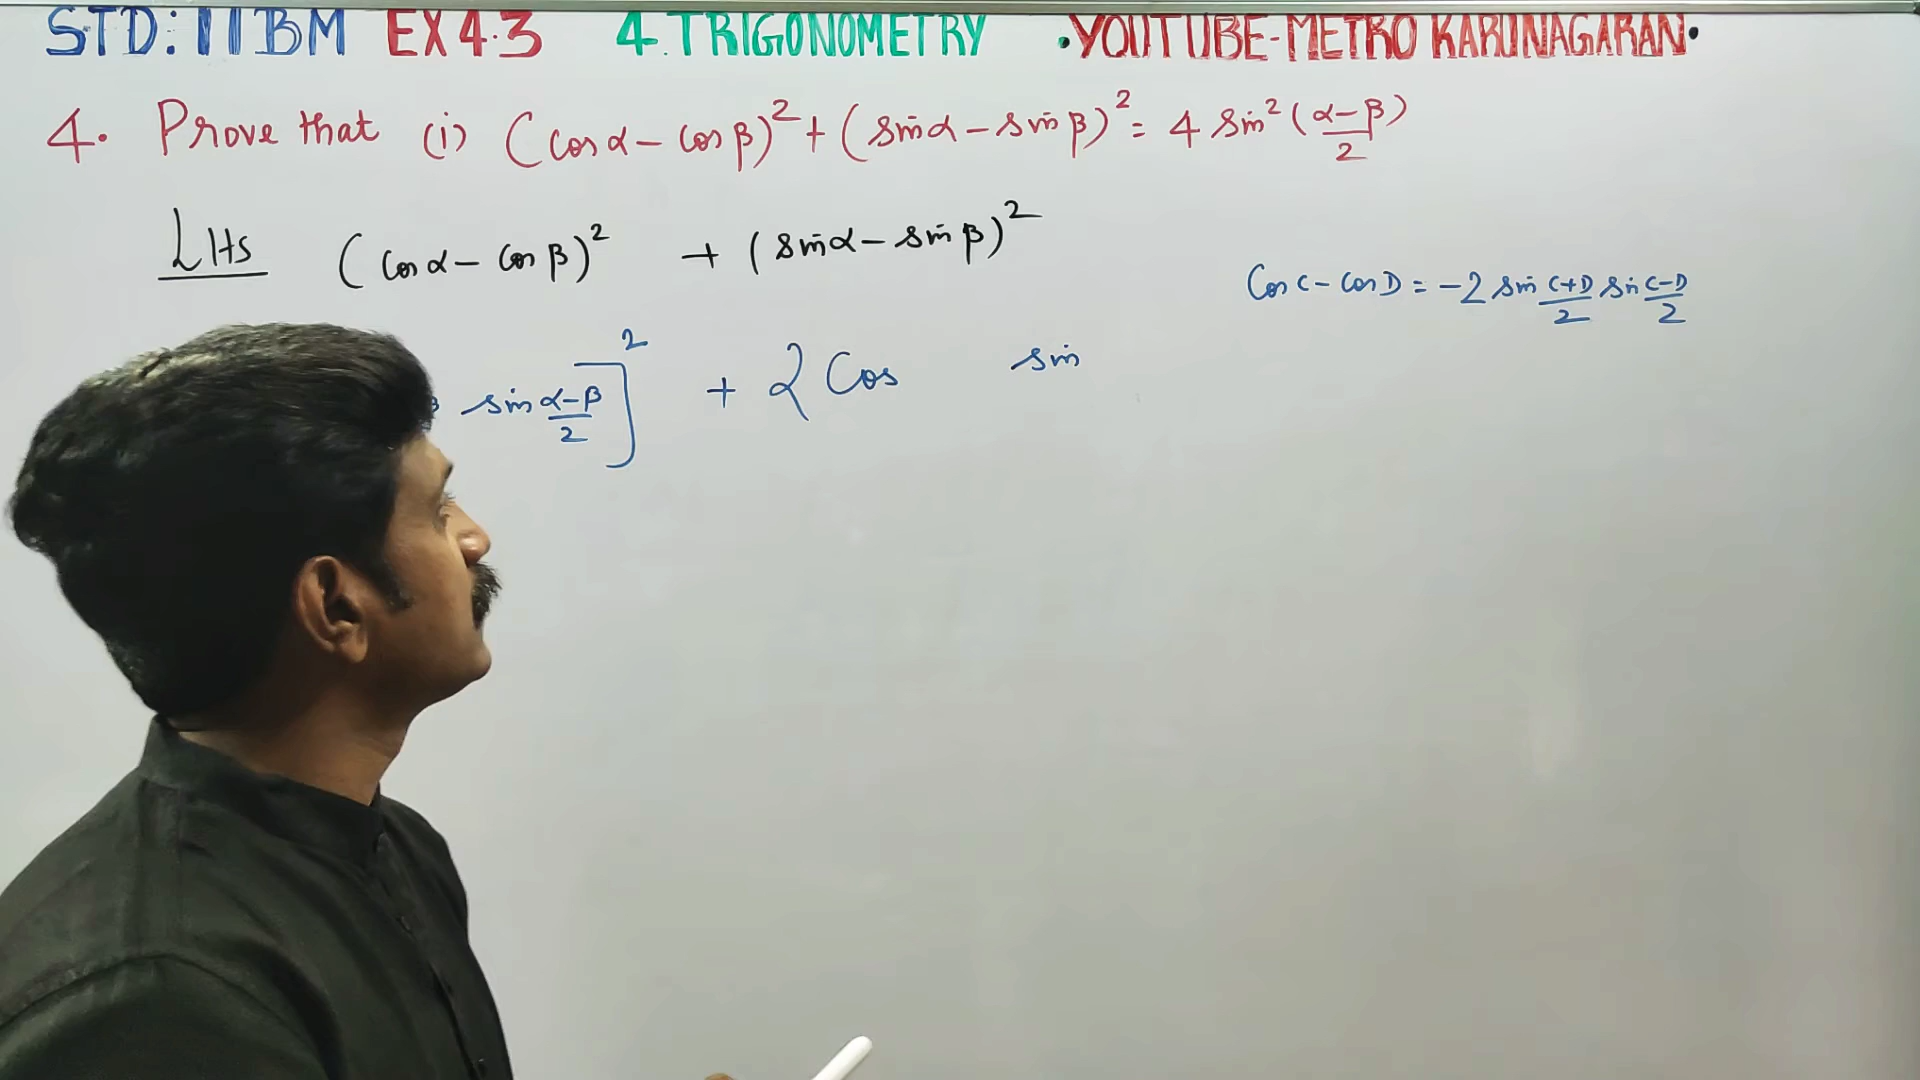 STD: 11 BM EX 4.3 4. TRIGONOMETRY • YOUTUBE-METRO KARUNAGARAN •
4. Prove that (i) (cos α − cos β)² + (sin α − sin β)² = 4 sin² (α−β)/2
LHS (cos α − cos β)² + (sin α − sin β)²
Cos C − Cos D = −2 sin C+D/2 sin C−D/2
sin α−β/2]² + 2 Cos sin